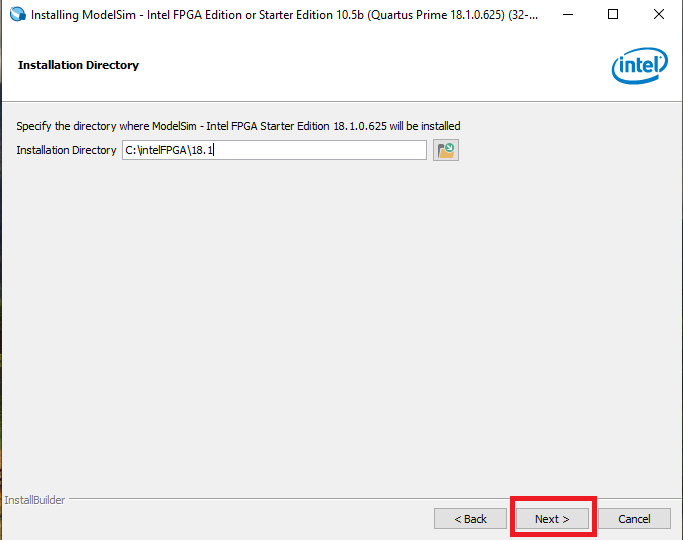 Installing ModelSim - Intel FPGA Edition or Starter Edition 10.5b (Quartus Prime 18.1.0.625) (32-...
Installation Directory
intel
Specify the directory where ModelSim - Intel FPGA Starter Edition 18.1.0.625 will be installed
Installation Directory C:\intelFPGA\18.1
InstallBuilder
< Back Next > Cancel